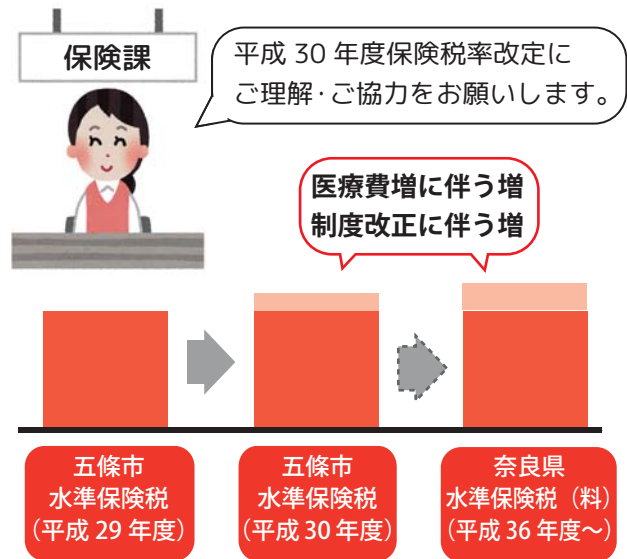 保険課
平成 30 年度保険税率改定に
ご理解・ご協力をお願いします。
医療費増に伴う増
制度改正に伴う増
五條市
水準保険税
(平成 29 年度)
五條市
水準保険税
(平成 30 年度)
奈良県
水準保険税（料）
(平成 36 年度～)